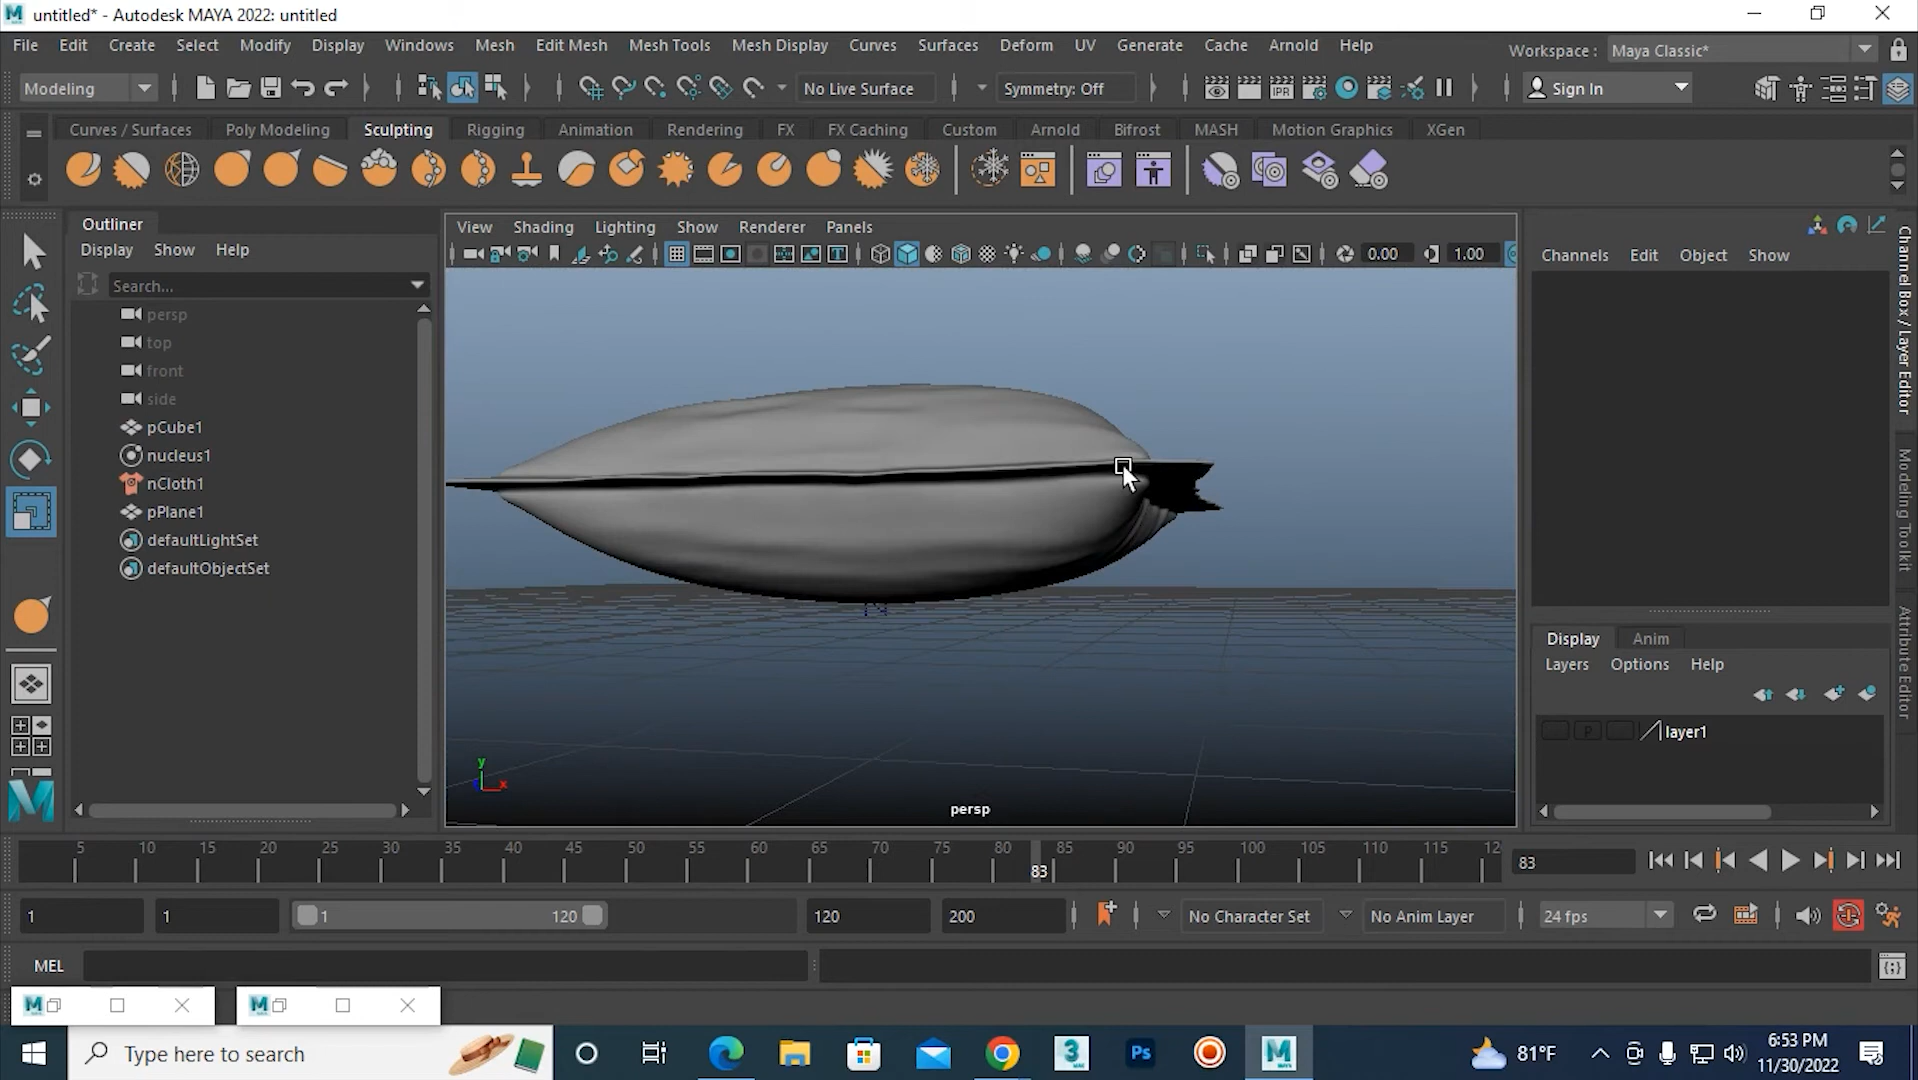 untitled* - Autodesk MAYA 2022: untitled
File Edit Create Select Modify Display Windows Mesh Edit Mesh Mesh Tools Mesh Display Curves Surfaces Deform UV Generate Cache Arnold Help Workspace : Maya Classic*
Modeling No Live Surface Symmetry: Off IPR Sign In
Curves / Surfaces Poly Modeling Sculpting Rigging Animation Rendering FX FX Caching Custom Arnold Bifrost MASH Motion Graphics XGen
Outliner
Display Show Help
Search...
persp
top
front
side
pCube1
nucleus1
nCloth1
pPlane1
defaultLightSet
defaultObjectSet
View Shading Lighting Show Renderer Panels
0.00 1.00
y
x
persp
Channels Edit Object Show
Channel Box / Layer Editor
Modeling Toolkit
Attribute Editor
Display Anim
Layers Options Help
P layer1
5 10 15 20 25 30 35 40 45 50 55 60 65 70 75 80 85 90 95 100 105 110 115 12
83 83
1 1 1 120 120 200 No Character Set No Anim Layer 24 fps
MEL
Type here to search
3
Ps
M
81°F
6:53 PM
11/30/2022